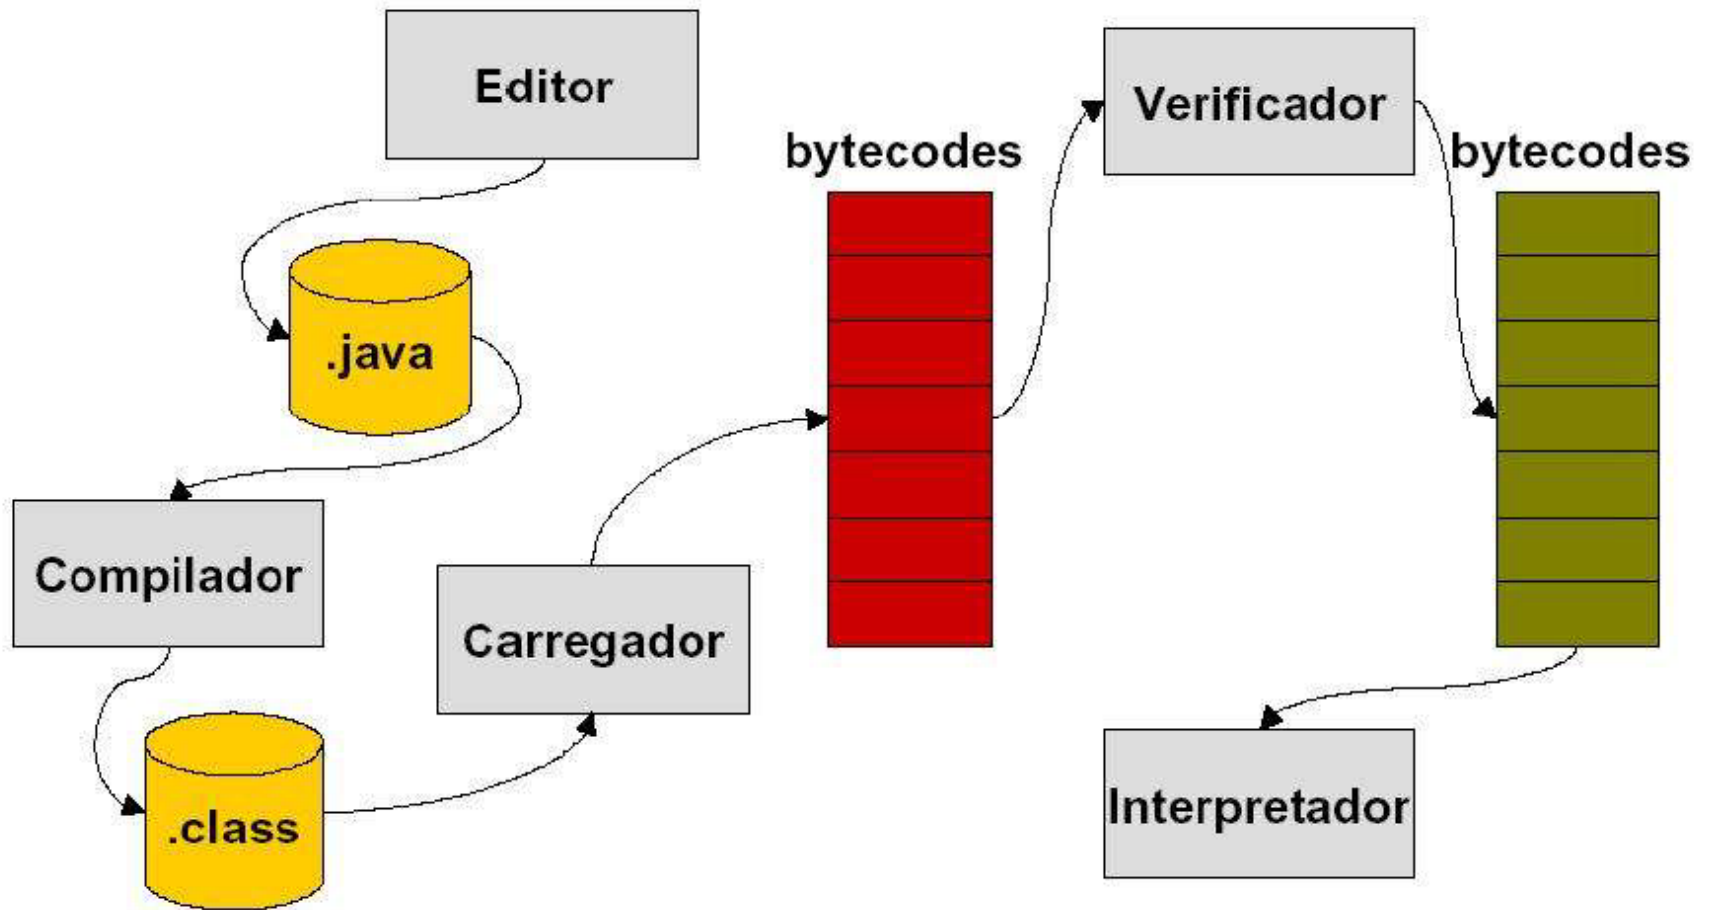 Editor
.java
Compilador
.class
Carregador
bytecodes
Verificador
bytecodes
Interpretador